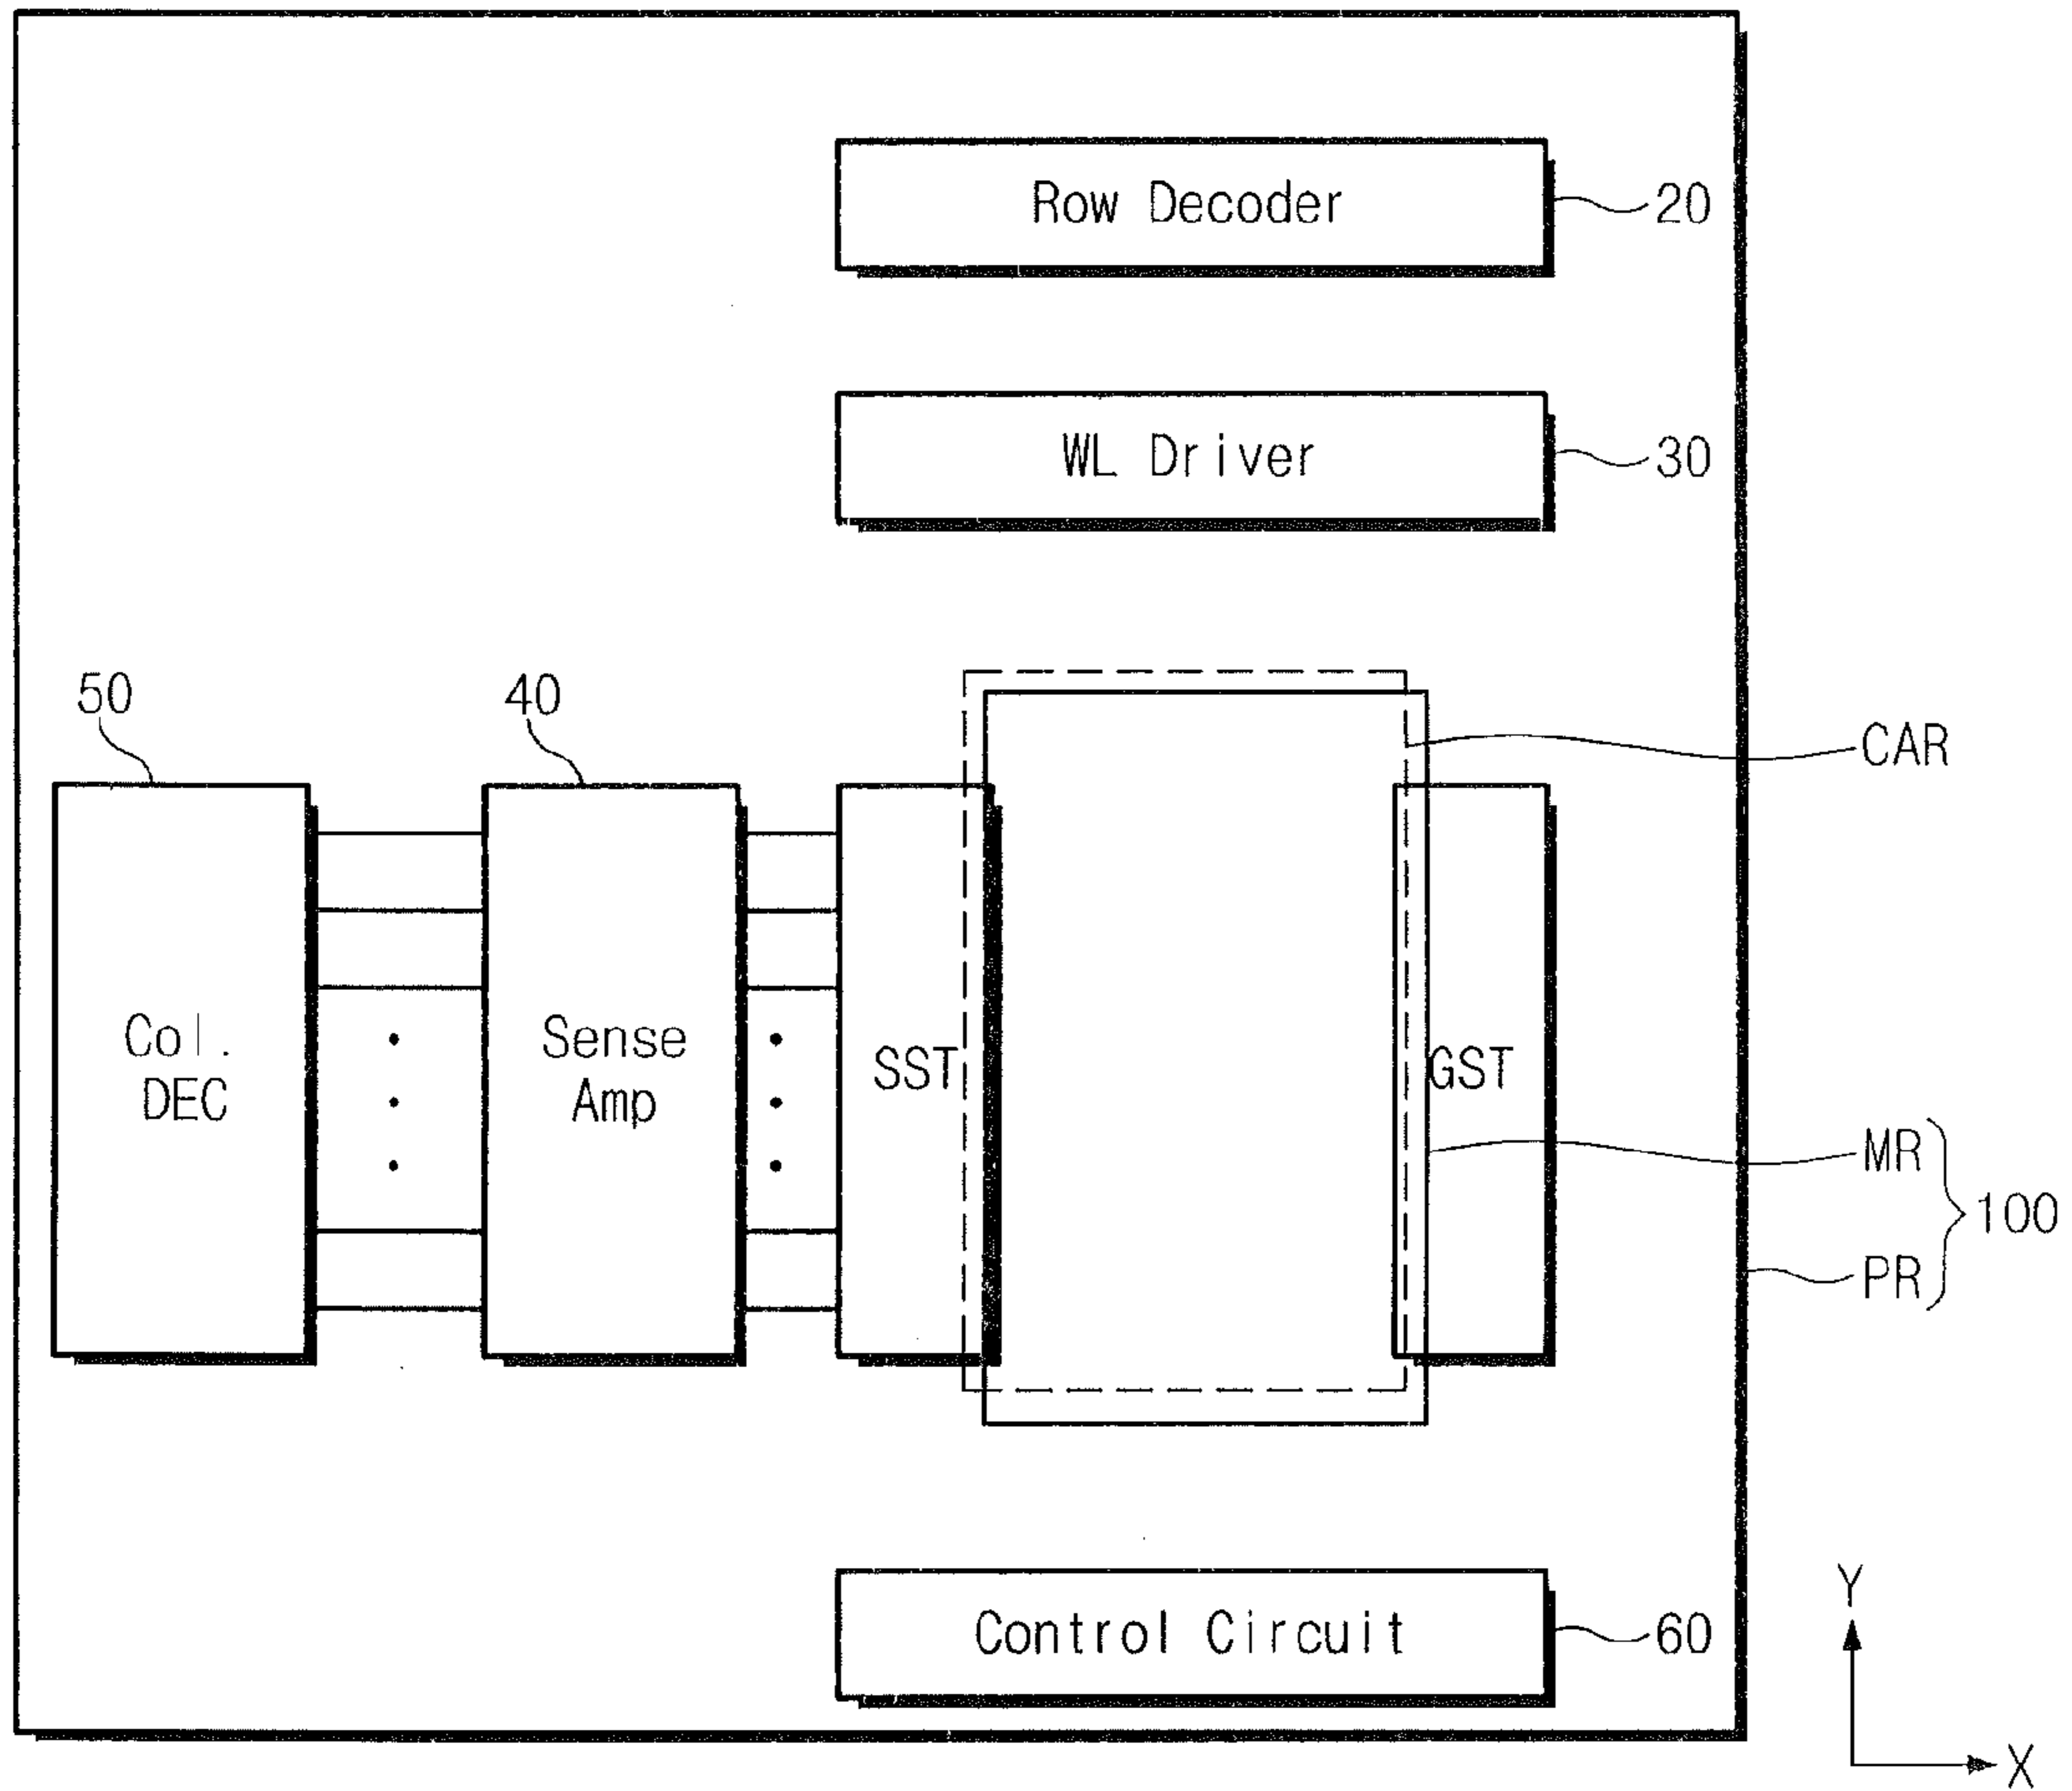 Row Decoder
20
WL Driver
30
50
40
CAR
Col.
DEC
Sense
Amp
SST
GST
MR
100
PR
Control Circuit
60
Y
X